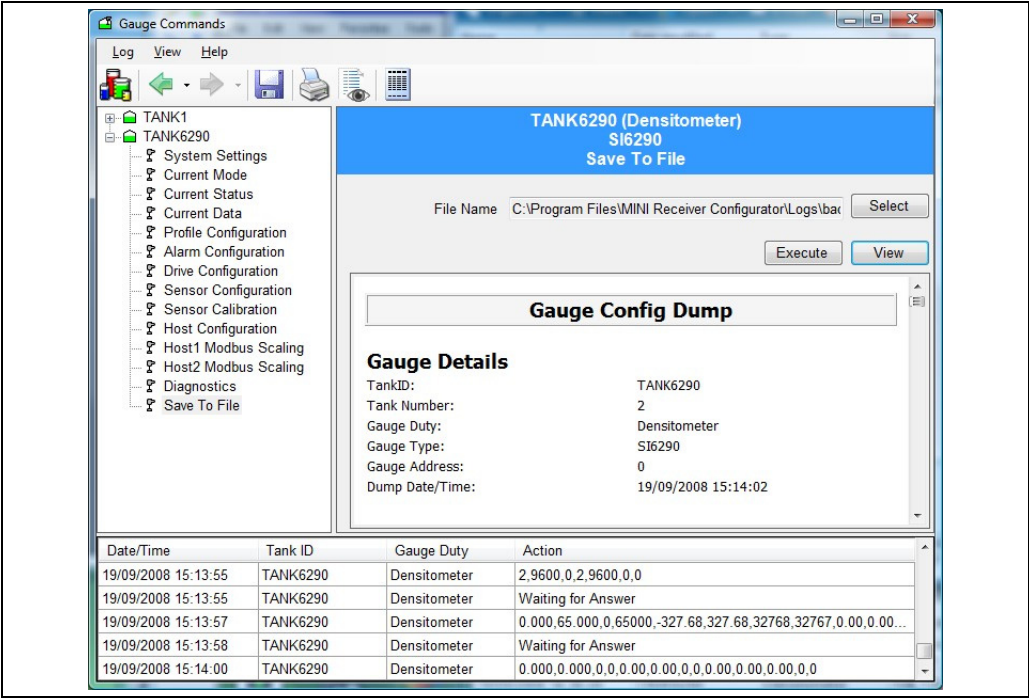 Gauge Commands
Log View Help
TANK1
TANK6290
System Settings
Current Mode
Current Status
Current Data
Profile Configuration
Alarm Configuration
Drive Configuration
Sensor Configuration
Sensor Calibration
Host Configuration
Host1 Modbus Scaling
Host2 Modbus Scaling
Diagnostics
Save To File
TANK6290 (Densitometer)
SI6290
Save To File
File Name C:\Program Files\MINI Receiver Configurator\Logs\bac Select
Execute View
Gauge Config Dump
Gauge Details
TankID: TANK6290
Tank Number: 2
Gauge Duty: Densitometer
Gauge Type: SI6290
Gauge Address: 0
Dump Date/Time: 19/09/2008 15:14:02
Date/Time Tank ID Gauge Duty Action
19/09/2008 15:13:55 TANK6290 Densitometer 2,9600,0,2,9600,0,0
19/09/2008 15:13:55 TANK6290 Densitometer Waiting for Answer
19/09/2008 15:13:57 TANK6290 Densitometer 0.000,65.000,0,65000,-327.68,327.68,32768,32767,0.00,0.00...
19/09/2008 15:13:58 TANK6290 Densitometer Waiting for Answer
19/09/2008 15:14:00 TANK6290 Densitometer 0.000,0.000,0,0,0.00,0.00,0,0,0.00,0.00,0.00,0,0